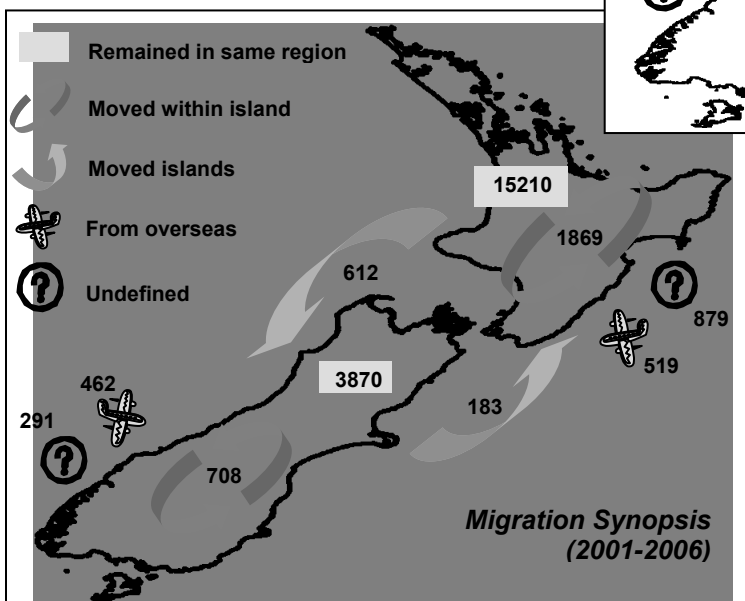 Remained in same region
Moved within island
Moved islands
From overseas
? Undefined
15210
1869
612
?
879
519
3870
183
462
291
?
708
Migration Synopsis
(2001-2006)